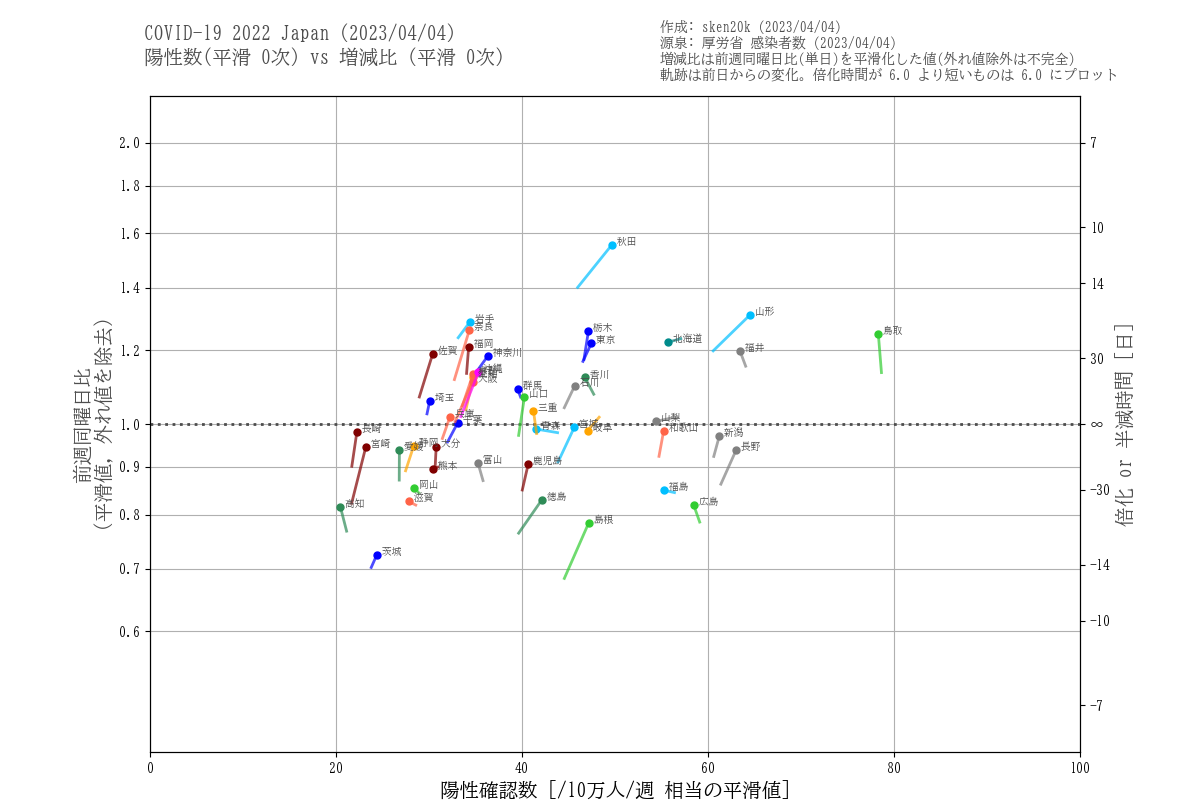 COVID-19 2022 Japan (2023/04/04)
陽性数(平滑 0次) vs 増減比 (平滑 0次)
作成: sken20k (2023/04/04)
源泉: 厚労省 感染者数 (2023/04/04)
増減比は前週同曜日比(単日)を平滑化した値(外れ値除外は不完全)
軌跡は前日からの変化。倍化時間が 6.0 より短いものは 6.0 にプロット
前週同曜日比
(平滑値, 外れ値を除去)
2.0
1.8
1.6
1.4
1.2
1.0
0.9
0.8
0.7
0.6
7
10
14
30
∞
-30
-14
-10
-7
倍化 or 半減時間 [日]
秋田
山形
鳥取
岩手
奈良
栃木
東京
北海道
福岡
神奈川
佐賀
福井
大阪
香川
石川
群馬
山口
埼玉
三重
兵庫
千葉
青森
宮城
岐阜
山梨
和歌山
新潟
長崎
宮崎
愛媛
静岡
大分
長野
熊本
富山
鹿児島
岡山
滋賀
徳島
福島
広島
高知
島根
茨城
0
20
40
60
80
100
陽性確認数 [/10万人/週 相当の平滑値]